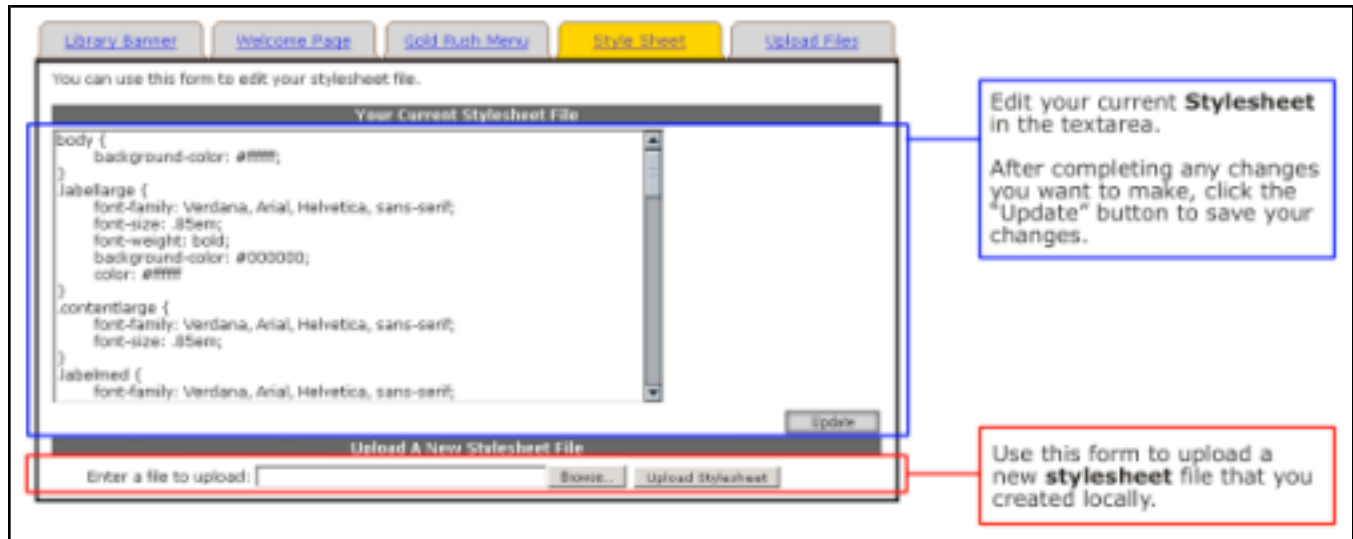 Library Banner
Welcome Page
Gold Rush Menu
Style Sheet
Upload Files
You can use this form to edit your stylesheet file.
Your Current Stylesheet File
body {
background-color: #ffffff;
}
.labellarge {
font-family: Verdana, Arial, Helvetica, sans-serif;
font-size: .85em;
font-weight: bold;
background-color: #000000;
color: #ffffff
}
.contentlarge {
font-family: Verdana, Arial, Helvetica, sans-serif;
font-size: .85em;
}
.labelmed {
font-family: Verdana, Arial, Helvetica, sans-serif;
Update
Upload A New Stylesheet File
Enter a file to upload:
Browse...
Upload Stylesheet
Edit your current Stylesheet
in the textarea.
After completing any changes
you want to make, click the
"Update" button to save your
changes.
Use this form to upload a
new stylesheet file that you
created locally.